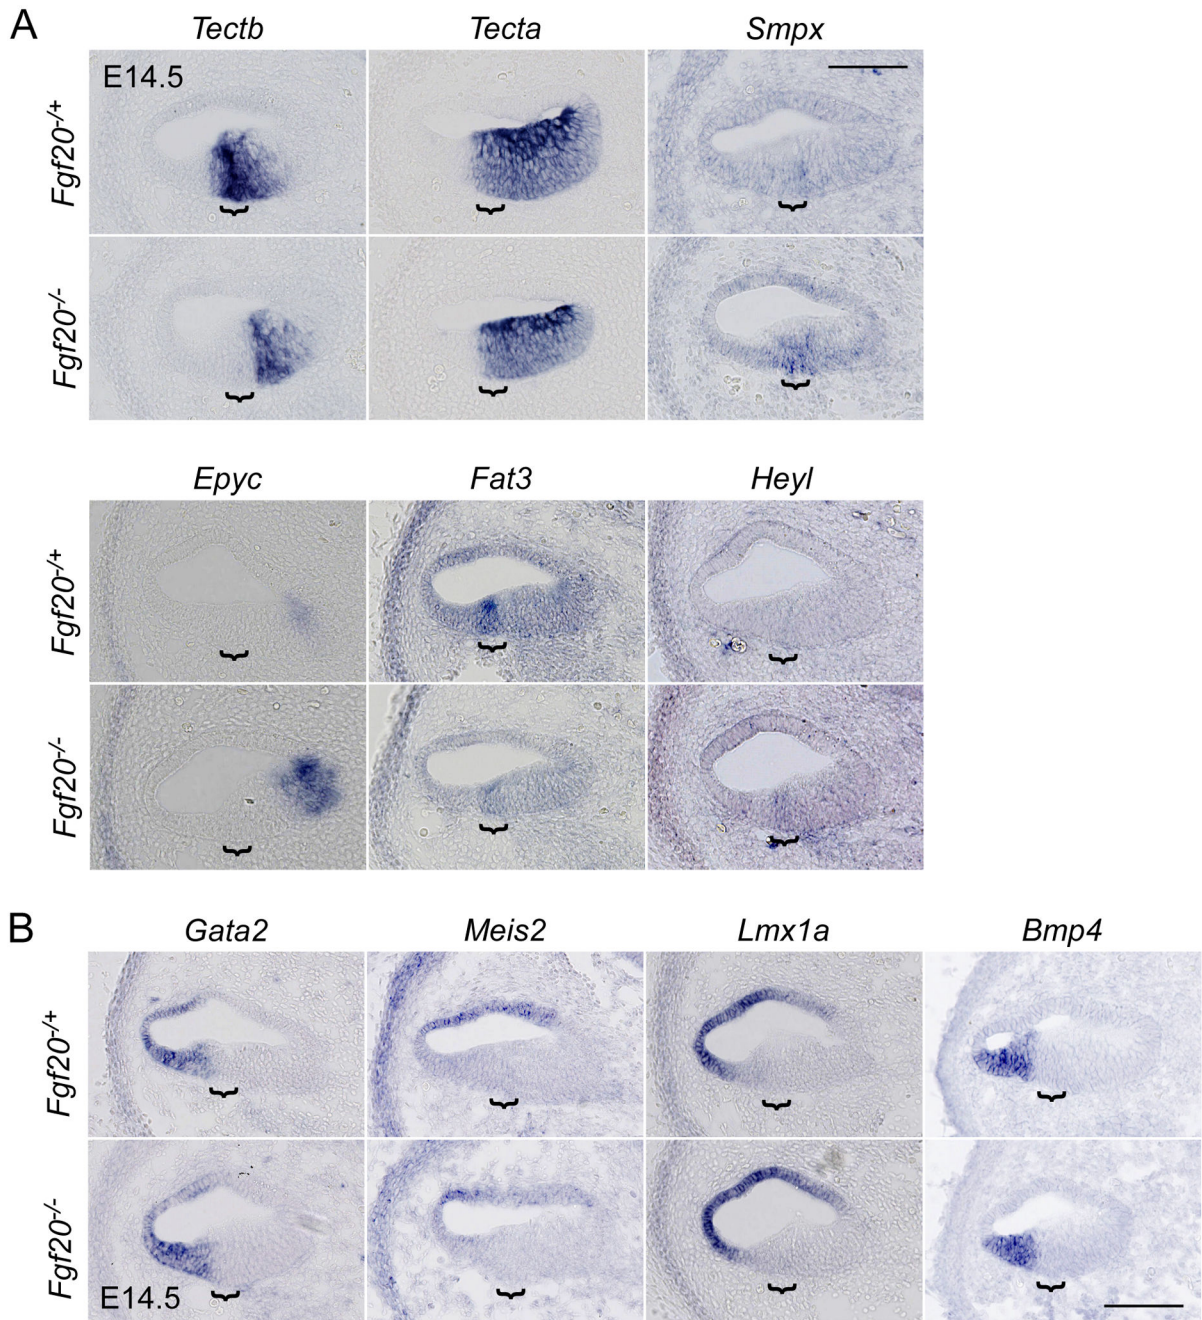 A
Tectb Tecta Smpx
E14.5
Fgf20-/+
Fgf20-/-
Epyc Fat3 Heyl
Fgf20-/+
Fgf20-/-
B
Gata2 Meis2 Lmx1a Bmp4
Fgf20-/+
Fgf20-/-
E14.5